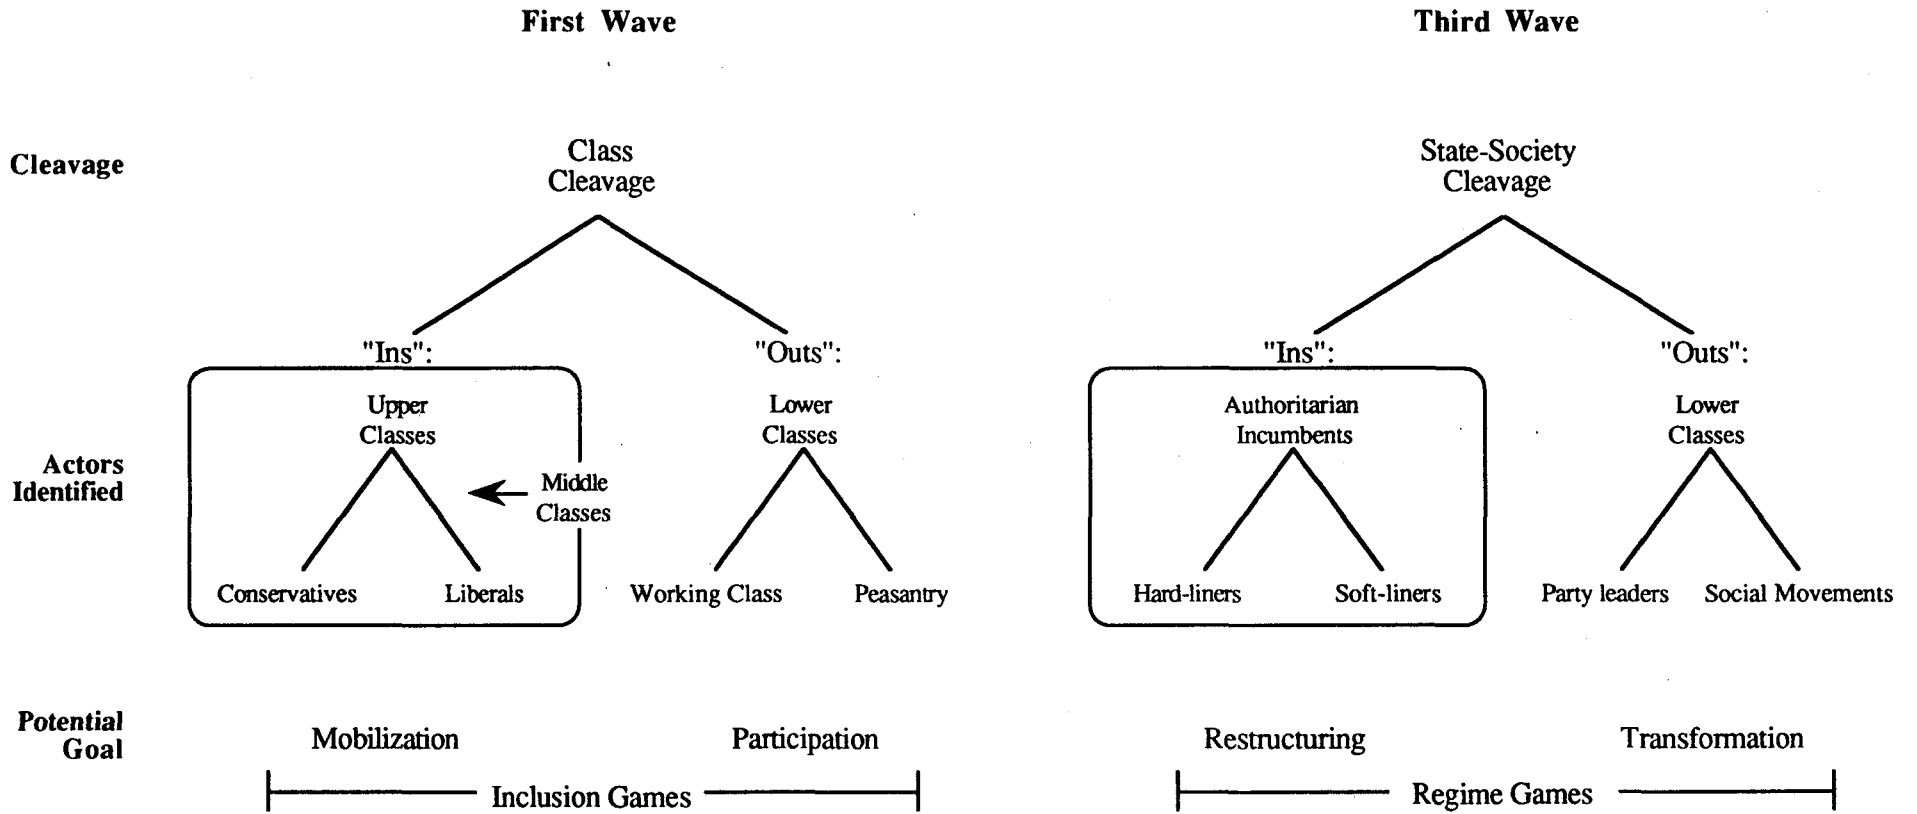 First Wave
Third Wave
Cleavage
Class
Cleavage
State-Society
Cleavage
"Ins":
"Outs":
"Ins":
"Outs":
Actors
Identified
Upper
Classes
Middle
Classes
Conservatives
Liberals
Lower
Classes
Working Class
Peasantry
Authoritarian
Incumbents
Hard-liners
Soft-liners
Lower
Classes
Party leaders
Social Movements
Potential
Goal
Mobilization
Participation
Restructuring
Transformation
Inclusion Games
Regime Games